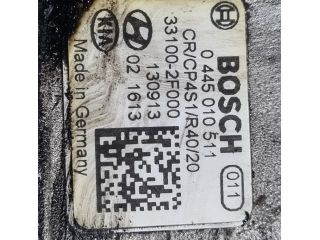 BOSCH
011
0 445 010 511
CR/CP4S1/R40/20
33100-2F000
130913
02 1613
KIA
Made in Germany